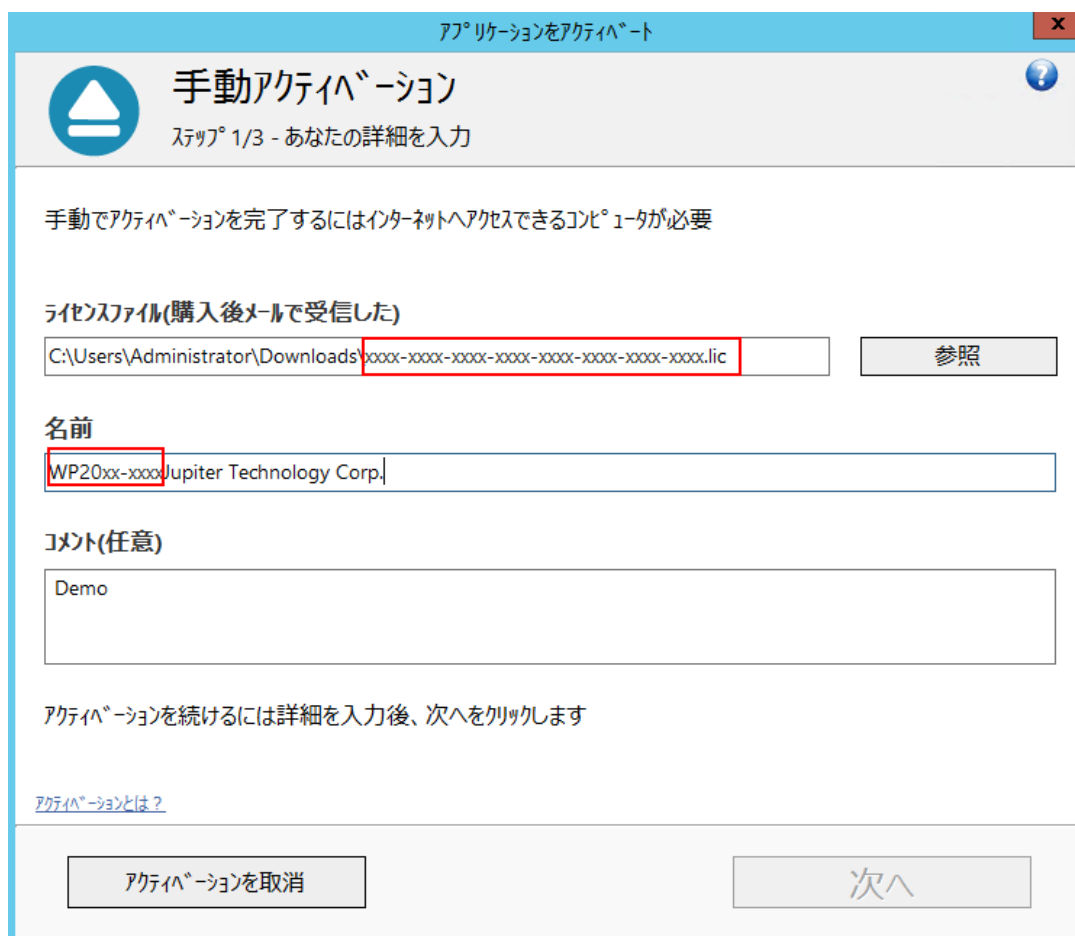 アプリケーションをアクティベート
x
手動アクティベーション
?
ステップ1/3 - あなたの詳細を入力
手動でアクティベーションを完了するにはインターネットへアクセスできるコンピュータが必要
ライセンスファイル(購入後メールで受信した)
C:\Users\Administrator\Downloads\xxxx-xxxx-xxxx-xxxx-xxxx-xxxx-xxxx-xxxx.lic
参照
名前
WP20xx-xxxxJupiter Technology Corp.
コメント(任意)
Demo
アクティベーションを続けるには詳細を入力後、次へをクリックします
アクティベーションとは?
アクティベーションを取消
次へ